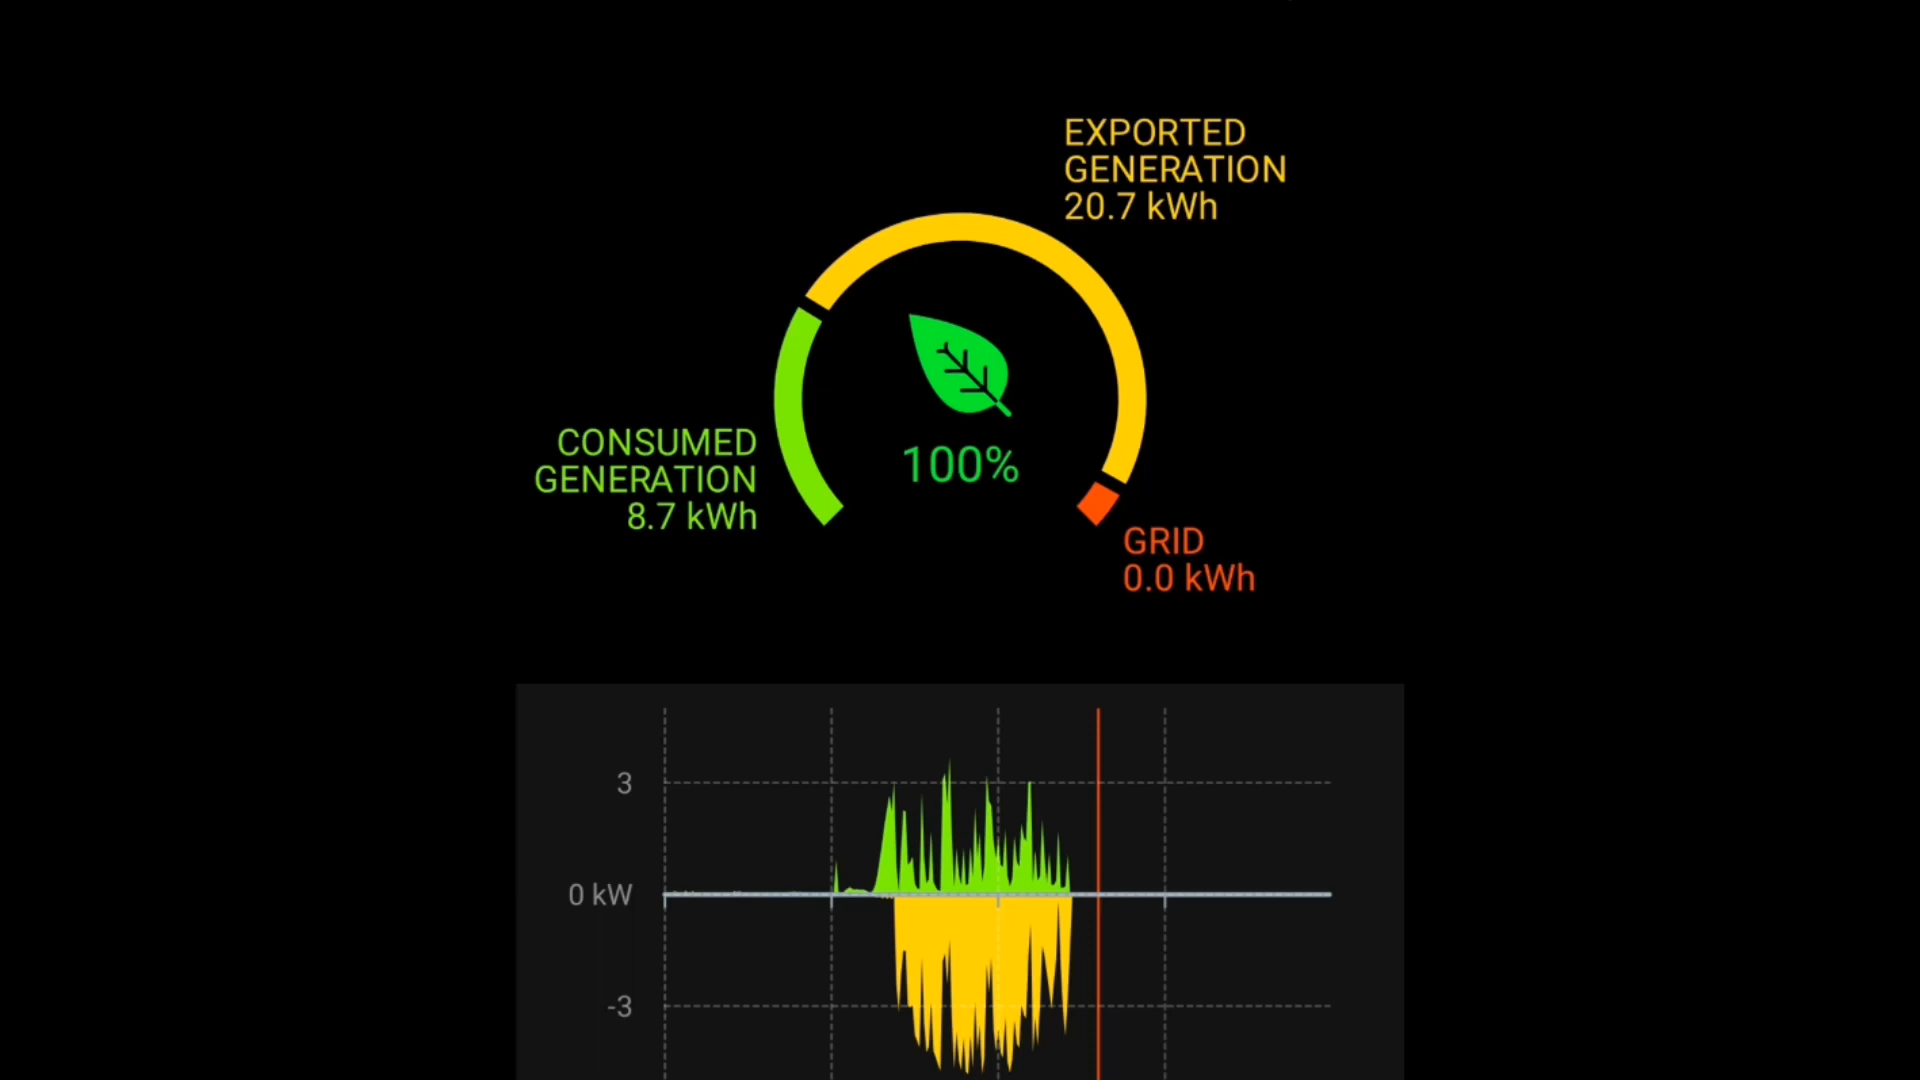 EXPORTED
GENERATION
20.7 kWh
100%
CONSUMED
GENERATION
8.7 kWh
GRID
0.0 kWh
3
0 kW
-3